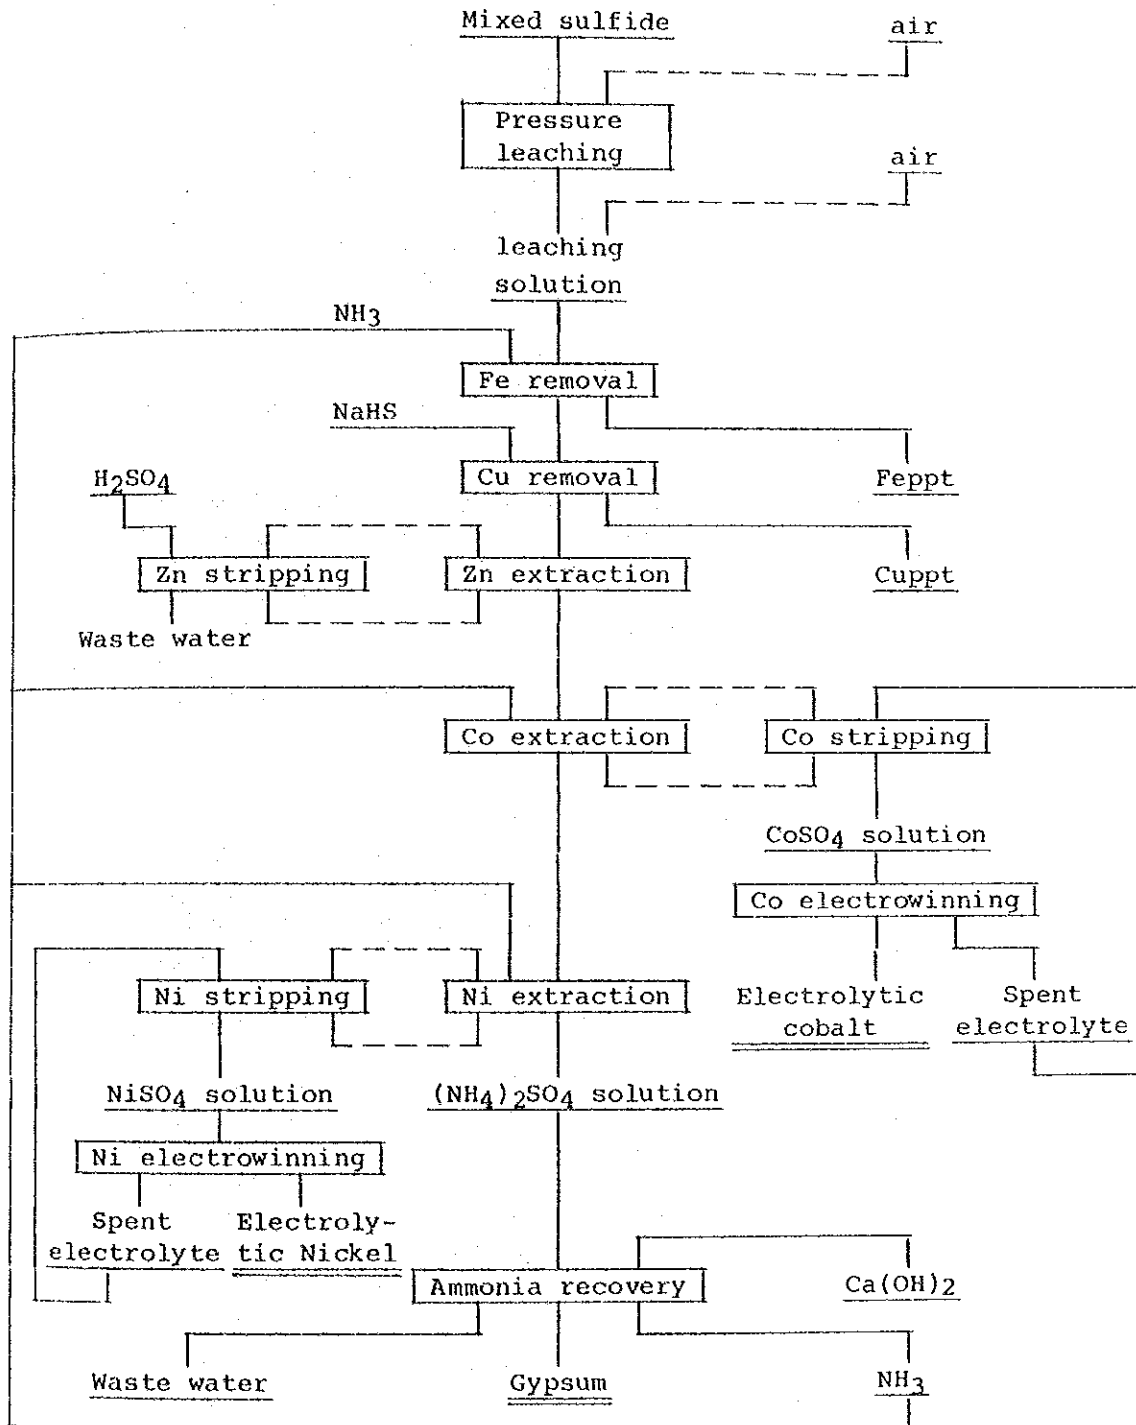 Mixed sulfide
air
Pressure
leaching
air
leaching
solution
NH3
Fe removal
NaHS
H2SO4
Cu removal
Feppt
Zn stripping
Zn extraction
Cuppt
Waste water
Co extraction
Co stripping
CoSO4 solution
Co electrowinning
Ni stripping
Ni extraction
Electrolytic
cobalt
Spent
electrolyte
NiSO4 solution
(NH4)2SO4 solution
Ni electrowinning
Spent
electrolyte
Electroly-
tic Nickel
Ammonia recovery
Ca(OH)2
Waste water
Gypsum
NH3